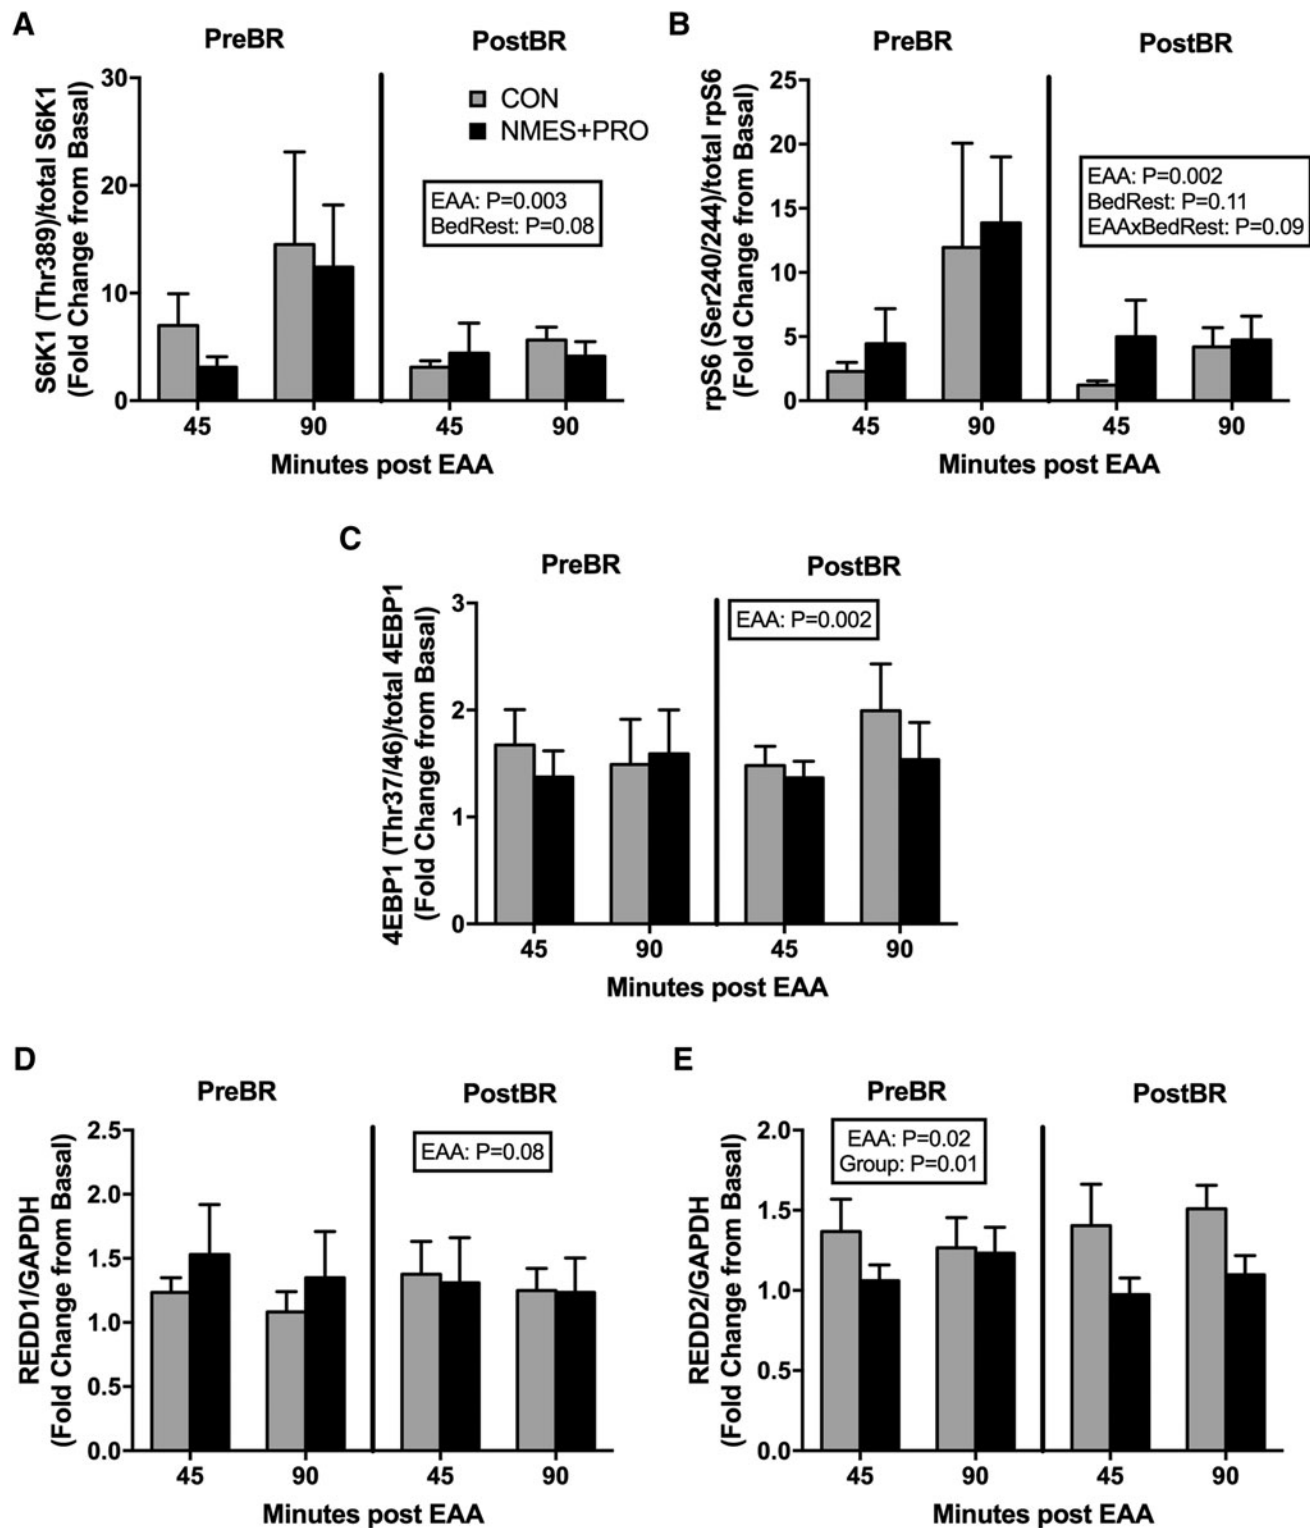 A
PreBR
PostBR
S6K1 (Thr389)/total S6K1
(Fold Change from Basal)
30
20
10
0
CON
NMES+PRO
EAA: P=0.003
BedRest: P=0.08
45
90
45
90
Minutes post EAA
B
PreBR
PostBR
rpS6 (Ser240/244)/total rpS6
(Fold Change from Basal)
25
20
15
10
5
0
EAA: P=0.002
BedRest: P=0.11
EAAxBedRest: P=0.09
45
90
45
90
Minutes post EAA
C
PreBR
PostBR
4EBP1 (Thr37/46)/total 4EBP1
(Fold Change from Basal)
3
2
1
0
EAA: P=0.002
45
90
45
90
Minutes post EAA
D
PreBR
PostBR
REDD1/GAPDH
(Fold Change from Basal)
2.5
2.0
1.5
1.0
0.5
0.0
EAA: P=0.08
45
90
45
90
Minutes post EAA
E
PreBR
PostBR
REDD2/GAPDH
(Fold Change from Basal)
2.0
1.5
1.0
0.5
0.0
EAA: P=0.02
Group: P=0.01
45
90
45
90
Minutes post EAA